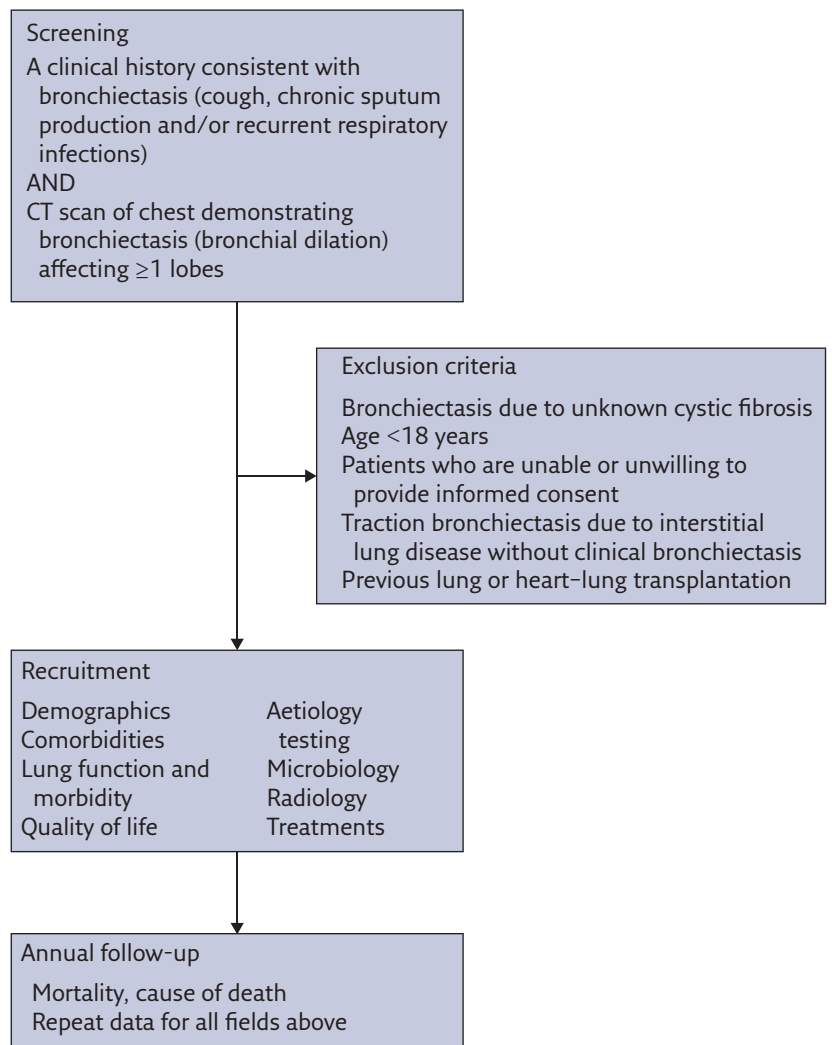 Screening
A clinical history consistent with
bronchiectasis (cough, chronic sputum
production and/or recurrent respiratory
infections)
AND
CT scan of chest demonstrating
bronchiectasis (bronchial dilation)
affecting ≥1 lobes
Exclusion criteria
Bronchiectasis due to unknown cystic fibrosis
Age <18 years
Patients who are unable or unwilling to
provide informed consent
Traction bronchiectasis due to interstitial
lung disease without clinical bronchiectasis
Previous lung or heart–lung transplantation
Recruitment
Demographics
Comorbidities
Lung function and
morbidity
Quality of life
Aetiology
testing
Microbiology
Radiology
Treatments
Annual follow-up
Mortality, cause of death
Repeat data for all fields above